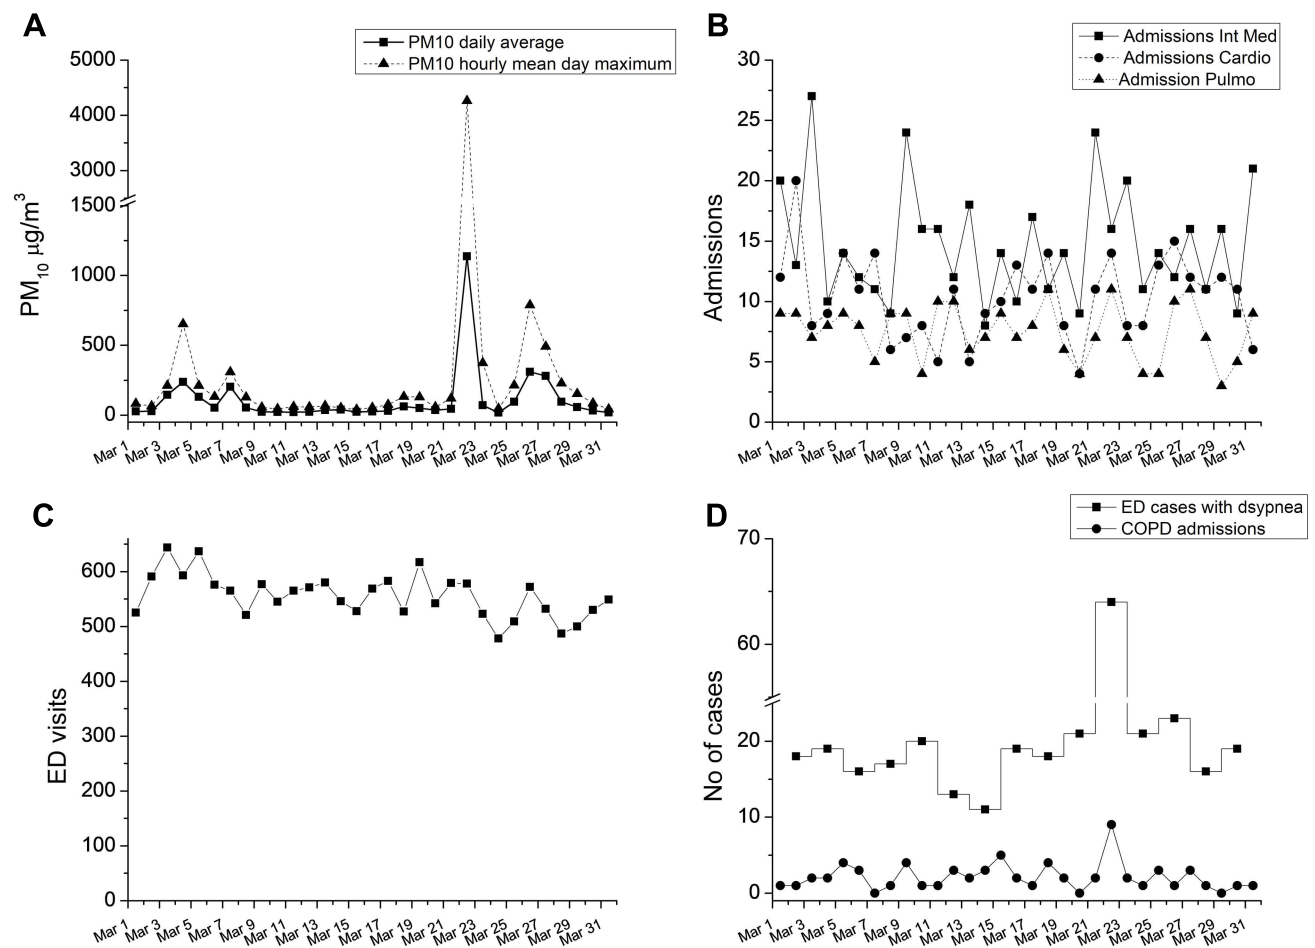 A
PM10 daily average
PM10 hourly mean day maximum
5000
4000
3000
1500
1000
500
0
PM10 µg/m3
Mar 1
Mar 3
Mar 5
Mar 7
Mar 9
Mar 11
Mar 13
Mar 15
Mar 17
Mar 19
Mar 21
Mar 23
Mar 25
Mar 27
Mar 29
Mar 31
B
Admissions Int Med
Admissions Cardio
Admission Pulmo
30
25
20
15
10
5
0
Admissions
Mar 1
Mar 3
Mar 5
Mar 7
Mar 9
Mar 11
Mar 13
Mar 15
Mar 17
Mar 19
Mar 21
Mar 23
Mar 25
Mar 27
Mar 29
Mar 31
C
600
500
400
300
200
100
0
ED visits
Mar 1
Mar 3
Mar 5
Mar 7
Mar 9
Mar 11
Mar 13
Mar 15
Mar 17
Mar 19
Mar 21
Mar 23
Mar 25
Mar 27
Mar 29
Mar 31
D
ED cases with dsypnea
COPD admissions
70
60
20
10
0
No of cases
Mar 1
Mar 3
Mar 5
Mar 7
Mar 9
Mar 11
Mar 13
Mar 15
Mar 17
Mar 19
Mar 21
Mar 23
Mar 25
Mar 27
Mar 29
Mar 31